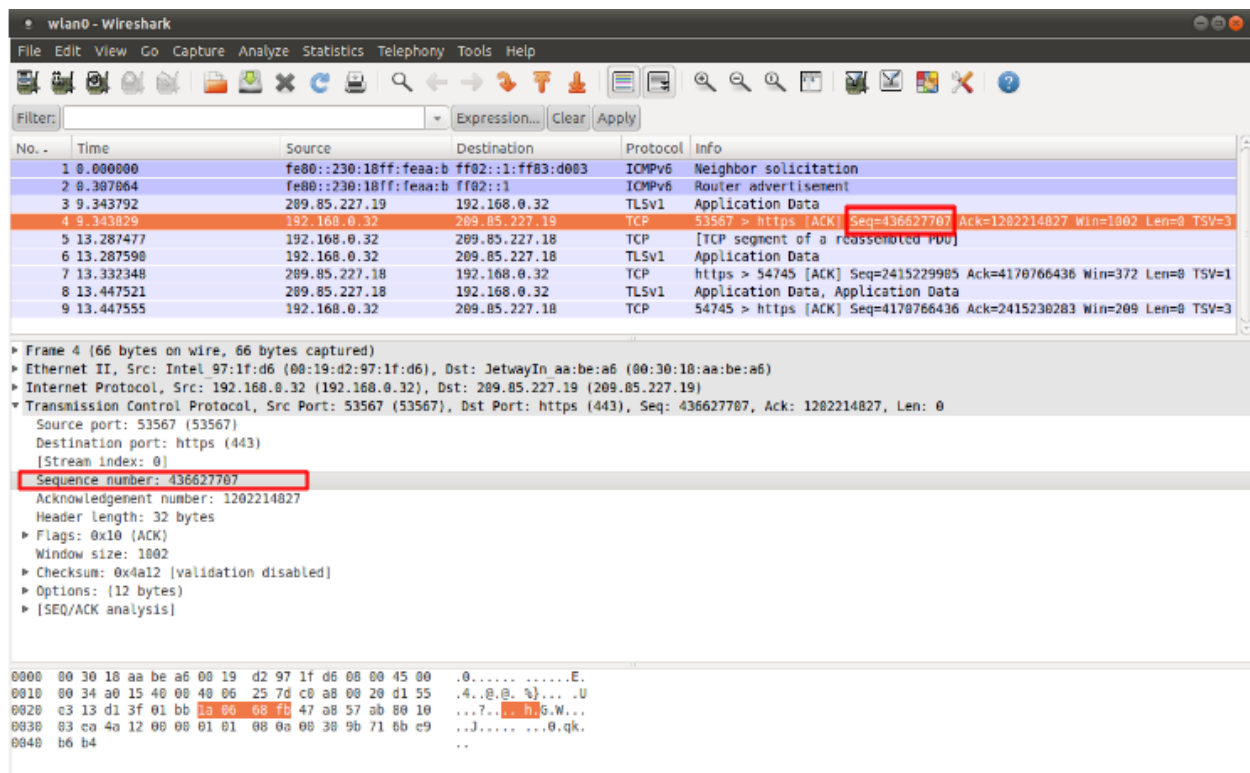 wlan0 - Wireshark
File Edit View Go Capture Analyze Statistics Telephony Tools Help
Filter: Expression... Clear Apply
No. . Time Source Destination Protocol Info
1 0.000000 fe80::230:18ff:feaa:b ff02::1:ff83:d003 ICMPv6 Neighbor solicitation
2 0.307064 fe80::230:18ff:feaa:b ff02::1 ICMPv6 Router advertisement
3 9.343792 209.85.227.19 192.168.0.32 TLSv1 Application Data
4 9.343829 192.168.0.32 209.85.227.19 TCP 53567 > https [ACK] Seq=436627707 Ack=1202214827 Win=1002 Len=0 TSV=3
5 13.287477 192.168.0.32 209.85.227.18 TCP [TCP segment of a reassembled PDU]
6 13.287590 192.168.0.32 209.85.227.18 TLSv1 Application Data
7 13.332348 209.85.227.18 192.168.0.32 TCP https > 54745 [ACK] Seq=2415229905 Ack=4170766436 Win=372 Len=0 TSV=1
8 13.447521 209.85.227.18 192.168.0.32 TLSv1 Application Data, Application Data
9 13.447555 192.168.0.32 209.85.227.18 TCP 54745 > https [ACK] Seq=4170766436 Ack=2415230283 Win=209 Len=0 TSV=3
Frame 4 (66 bytes on wire, 66 bytes captured)
Ethernet II, Src: Intel_97:1f:d6 (00:19:d2:97:1f:d6), Dst: JetwayIn_aa:be:a6 (00:30:18:aa:be:a6)
Internet Protocol, Src: 192.168.0.32 (192.168.0.32), Dst: 209.85.227.19 (209.85.227.19)
Transmission Control Protocol, Src Port: 53567 (53567), Dst Port: https (443), Seq: 436627707, Ack: 1202214827, Len: 0
Source port: 53567 (53567)
Destination port: https (443)
[Stream index: 0]
Sequence number: 436627707
Acknowledgement number: 1202214827
Header length: 32 bytes
Flags: 0x10 (ACK)
Window size: 1002
Checksum: 0x4a12 [validation disabled]
Options: (12 bytes)
[SEQ/ACK analysis]
0000 00 30 18 aa be a6 00 19 d2 97 1f d6 08 00 45 00 .0...... ......E.
0010 00 34 a0 15 40 00 40 06 25 7d c0 a8 00 20 d1 55 .4..@.@. %}... .U
0020 e3 13 d1 3f 01 bb 1a 06 68 fb 47 a8 57 ab 80 10 ...?.... h.G.W...
0030 03 ea 4a 12 00 00 01 01 08 0a 00 30 9b 71 6b e9 ..J..... ...0.qk.
0040 b6 b4 ..